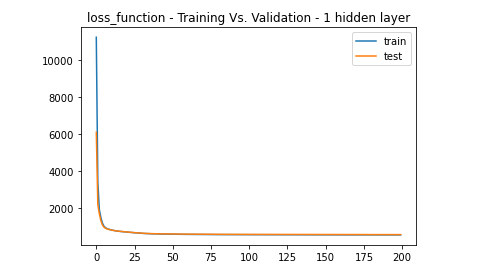 loss_function - Training Vs. Validation - 1 hidden layer
train
test
10000
8000
6000
4000
2000
0 25 50 75 100 125 150 175 200